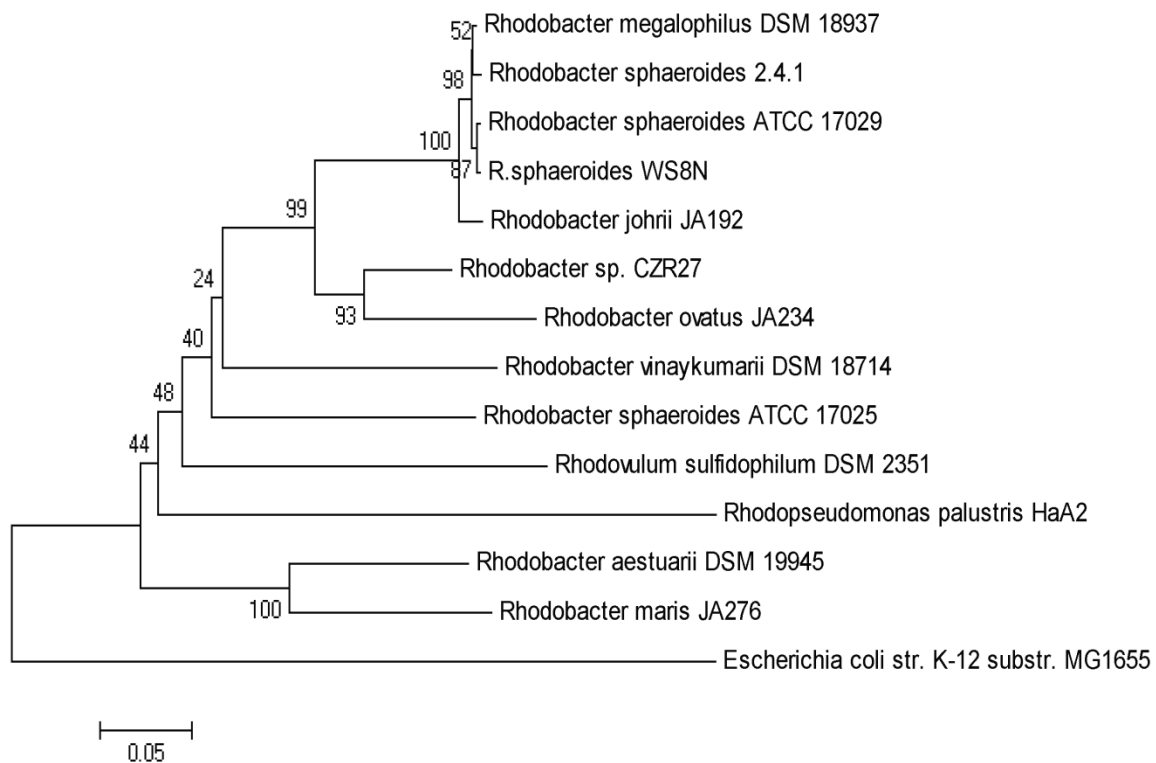 52
Rhodobacter megalophilus DSM 18937
98
Rhodobacter sphaeroides 2.4.1
Rhodobacter sphaeroides ATCC 17029
100
87
R.sphaeroides WS8N
99
Rhodobacter johrii JA192
24
Rhodobacter sp. CZR27
93
Rhodobacter ovatus JA234
40
Rhodobacter vinaykumarii DSM 18714
48
Rhodobacter sphaeroides ATCC 17025
44
Rhodovulum sulfidophilum DSM 2351
Rhodopseudomonas palustris HaA2
Rhodobacter aestuarii DSM 19945
100
Rhodobacter maris JA276
Escherichia coli str. K-12 substr. MG1655
0.05